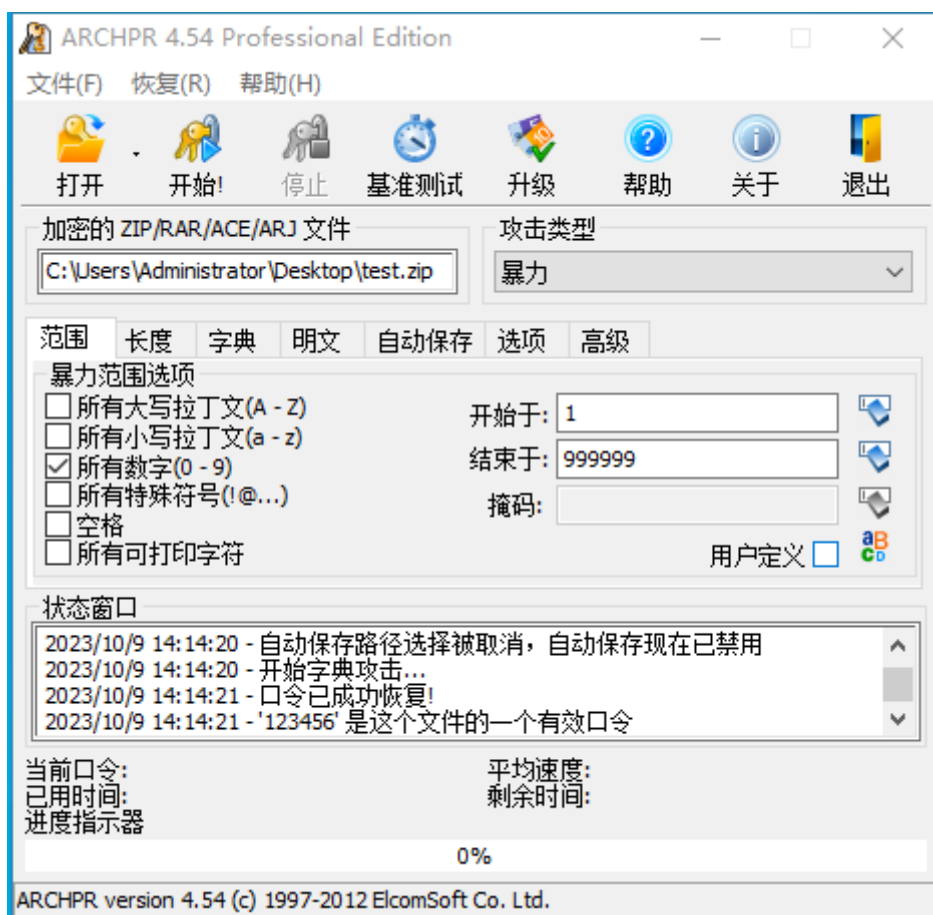 ARCHPR 4.54 Professional Edition
文件(F) 恢复(R) 帮助(H)
打开 开始! 停止 基准测试 升级 帮助 关于 退出
加密的 ZIP/RAR/ACE/ARJ 文件 攻击类型
C:\Users\Administrator\Desktop\test.zip 暴力
范围 长度 字典 明文 自动保存 选项 高级
暴力范围选项
所有大写拉丁文(A - Z) 开始于: 1
所有小写拉丁文(a - z)
所有数字(0 - 9) 结束于: 999999
所有特殊符号(!@...) 掩码:
空格
所有可打印字符 用户定义
状态窗口
2023/10/9 14:14:20 - 自动保存路径选择被取消，自动保存现在已禁用
2023/10/9 14:14:20 - 开始字典攻击...
2023/10/9 14:14:21 - 口令已成功恢复!
2023/10/9 14:14:21 - '123456' 是这个文件的一个有效口令
当前口令: 平均速度:
已用时间: 剩余时间:
进度指示器
0%
ARCHPR version 4.54 (c) 1997-2012 ElcomSoft Co. Ltd.